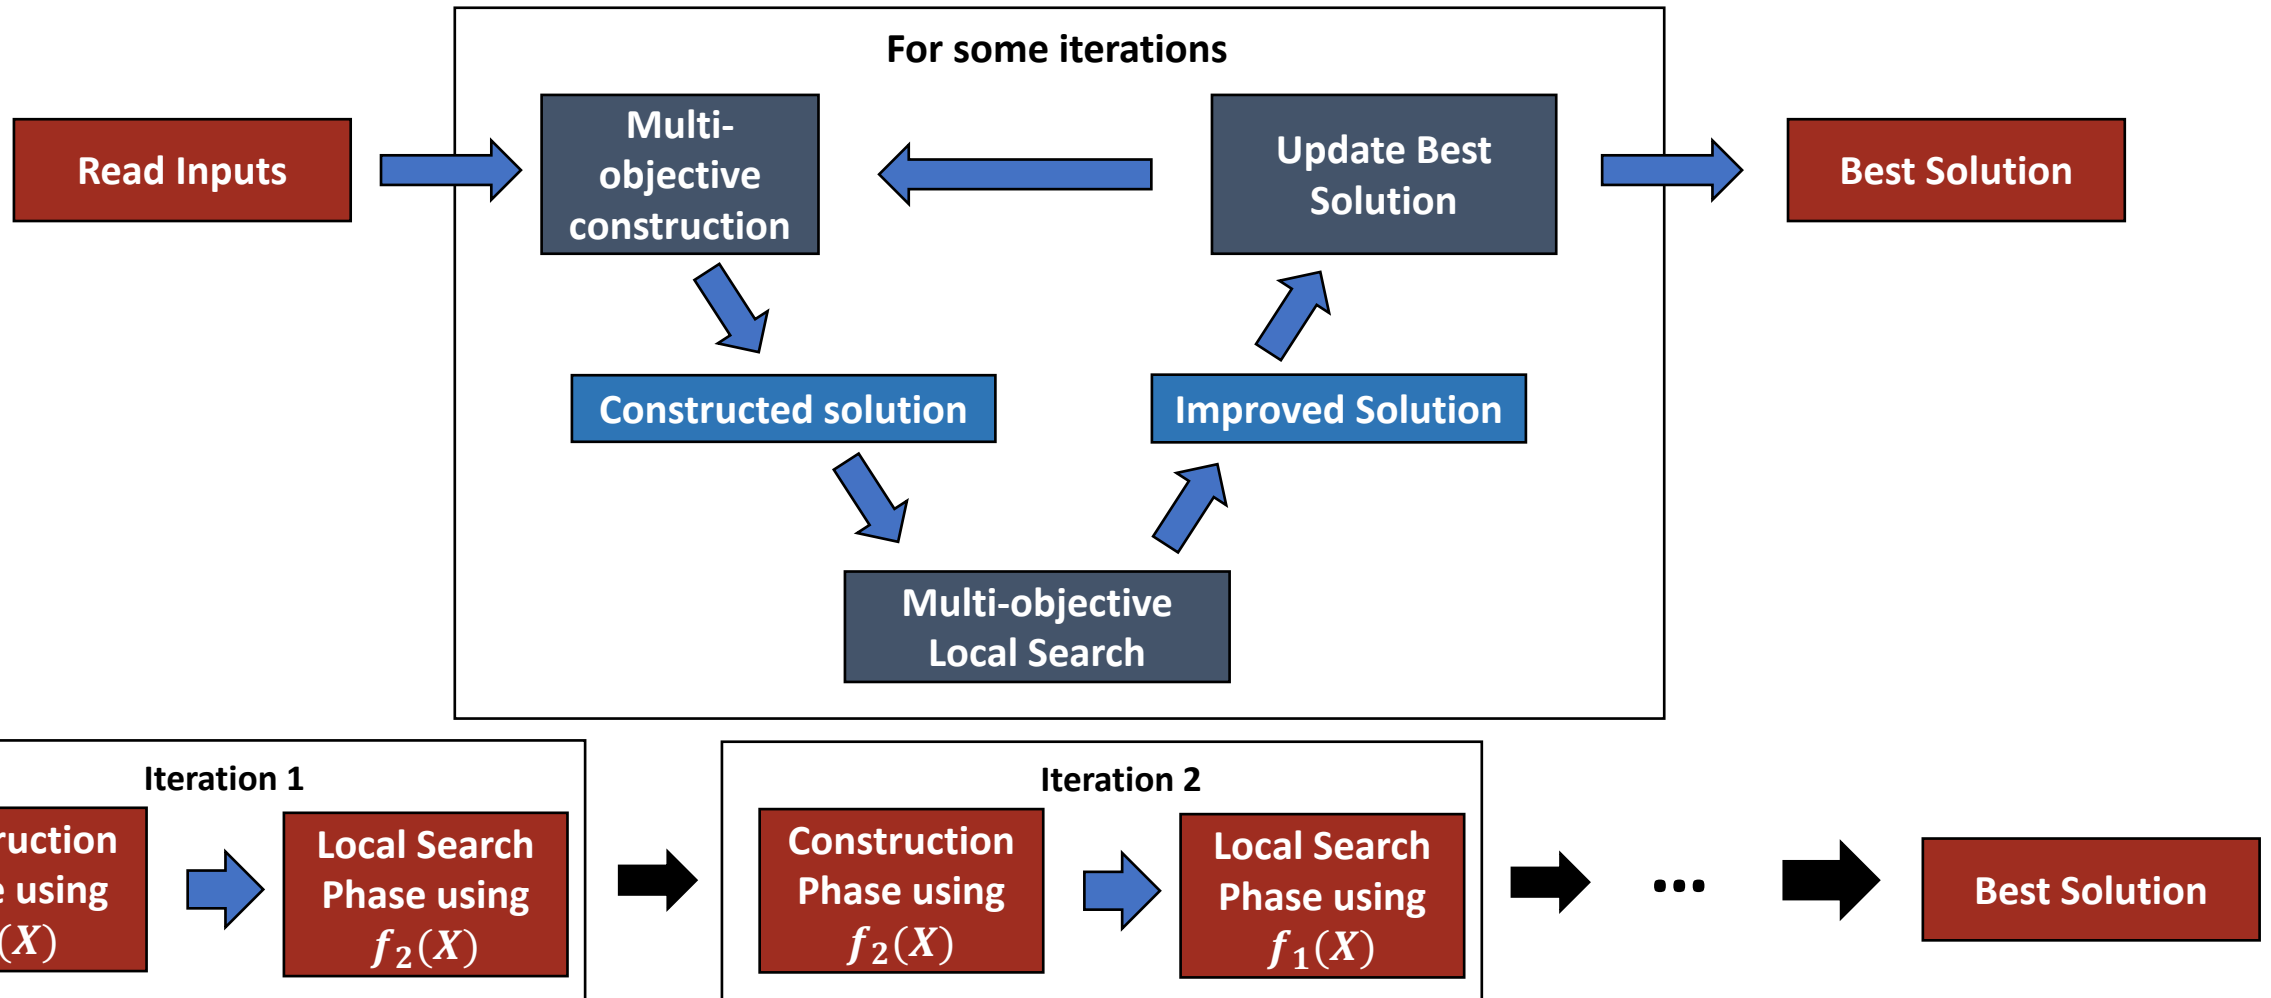 For some iterations
Read Inputs
Multi-
objective
construction
Update Best
Solution
Best Solution
Constructed solution
Improved Solution
Multi-objective
Local Search
Iteration 1
using
(X)
Local Search
Phase using
f₂(X)
Iteration 2
Construction
Phase using
f₂(X)
Local Search
Phase using
f₁(X)
...
Best Solution